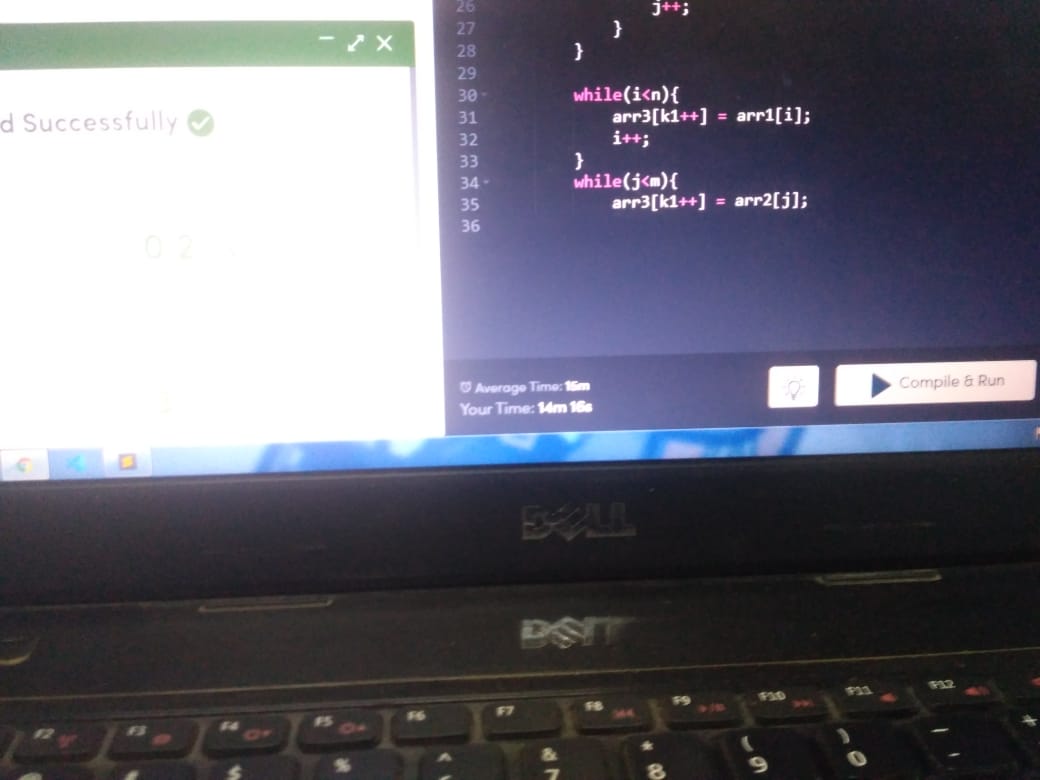 26 j++;
27 }
28 }
29
30 while(i<n){
31 arr3[k1++] = arr1[i];
32 i++;
33 }
34 while(j<m){
35 arr3[k1++] = arr2[j];
36
d Successfully
0 2
Average Time: 15m
Your Time: 14m 16s
Compile & Run
DELL
F2 F3 F4 F5 F6 F7 F8 F9 F10 F11 F12
$ % ^ & * ( ) _
7 8 9 0 -